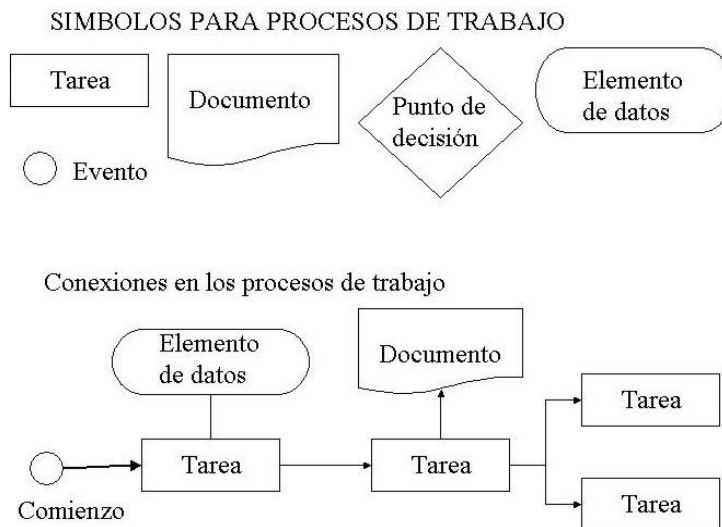 SIMBOLOS PARA PROCESOS DE TRABAJO
Tarea
Documento
Punto de
decisión
Elemento
de datos
Evento
Conexiones en los procesos de trabajo
Elemento
de datos
Documento
Tarea
Tarea
Tarea
Tarea
Comienzo